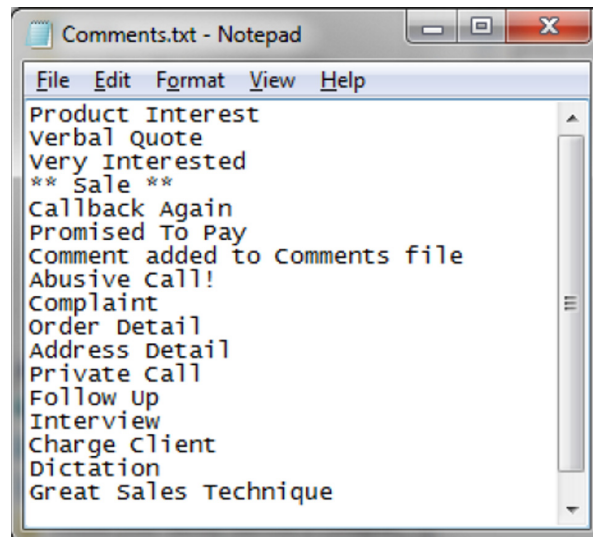 Comments.txt - Notepad
File Edit Format View Help
Product Interest
Verbal Quote
Very Interested
** Sale **
Callback Again
Promised To Pay
Comment added to Comments file
Abusive Call!
Complaint
Order Detail
Address Detail
Private Call
Follow Up
Interview
Charge Client
Dictation
Great Sales Technique